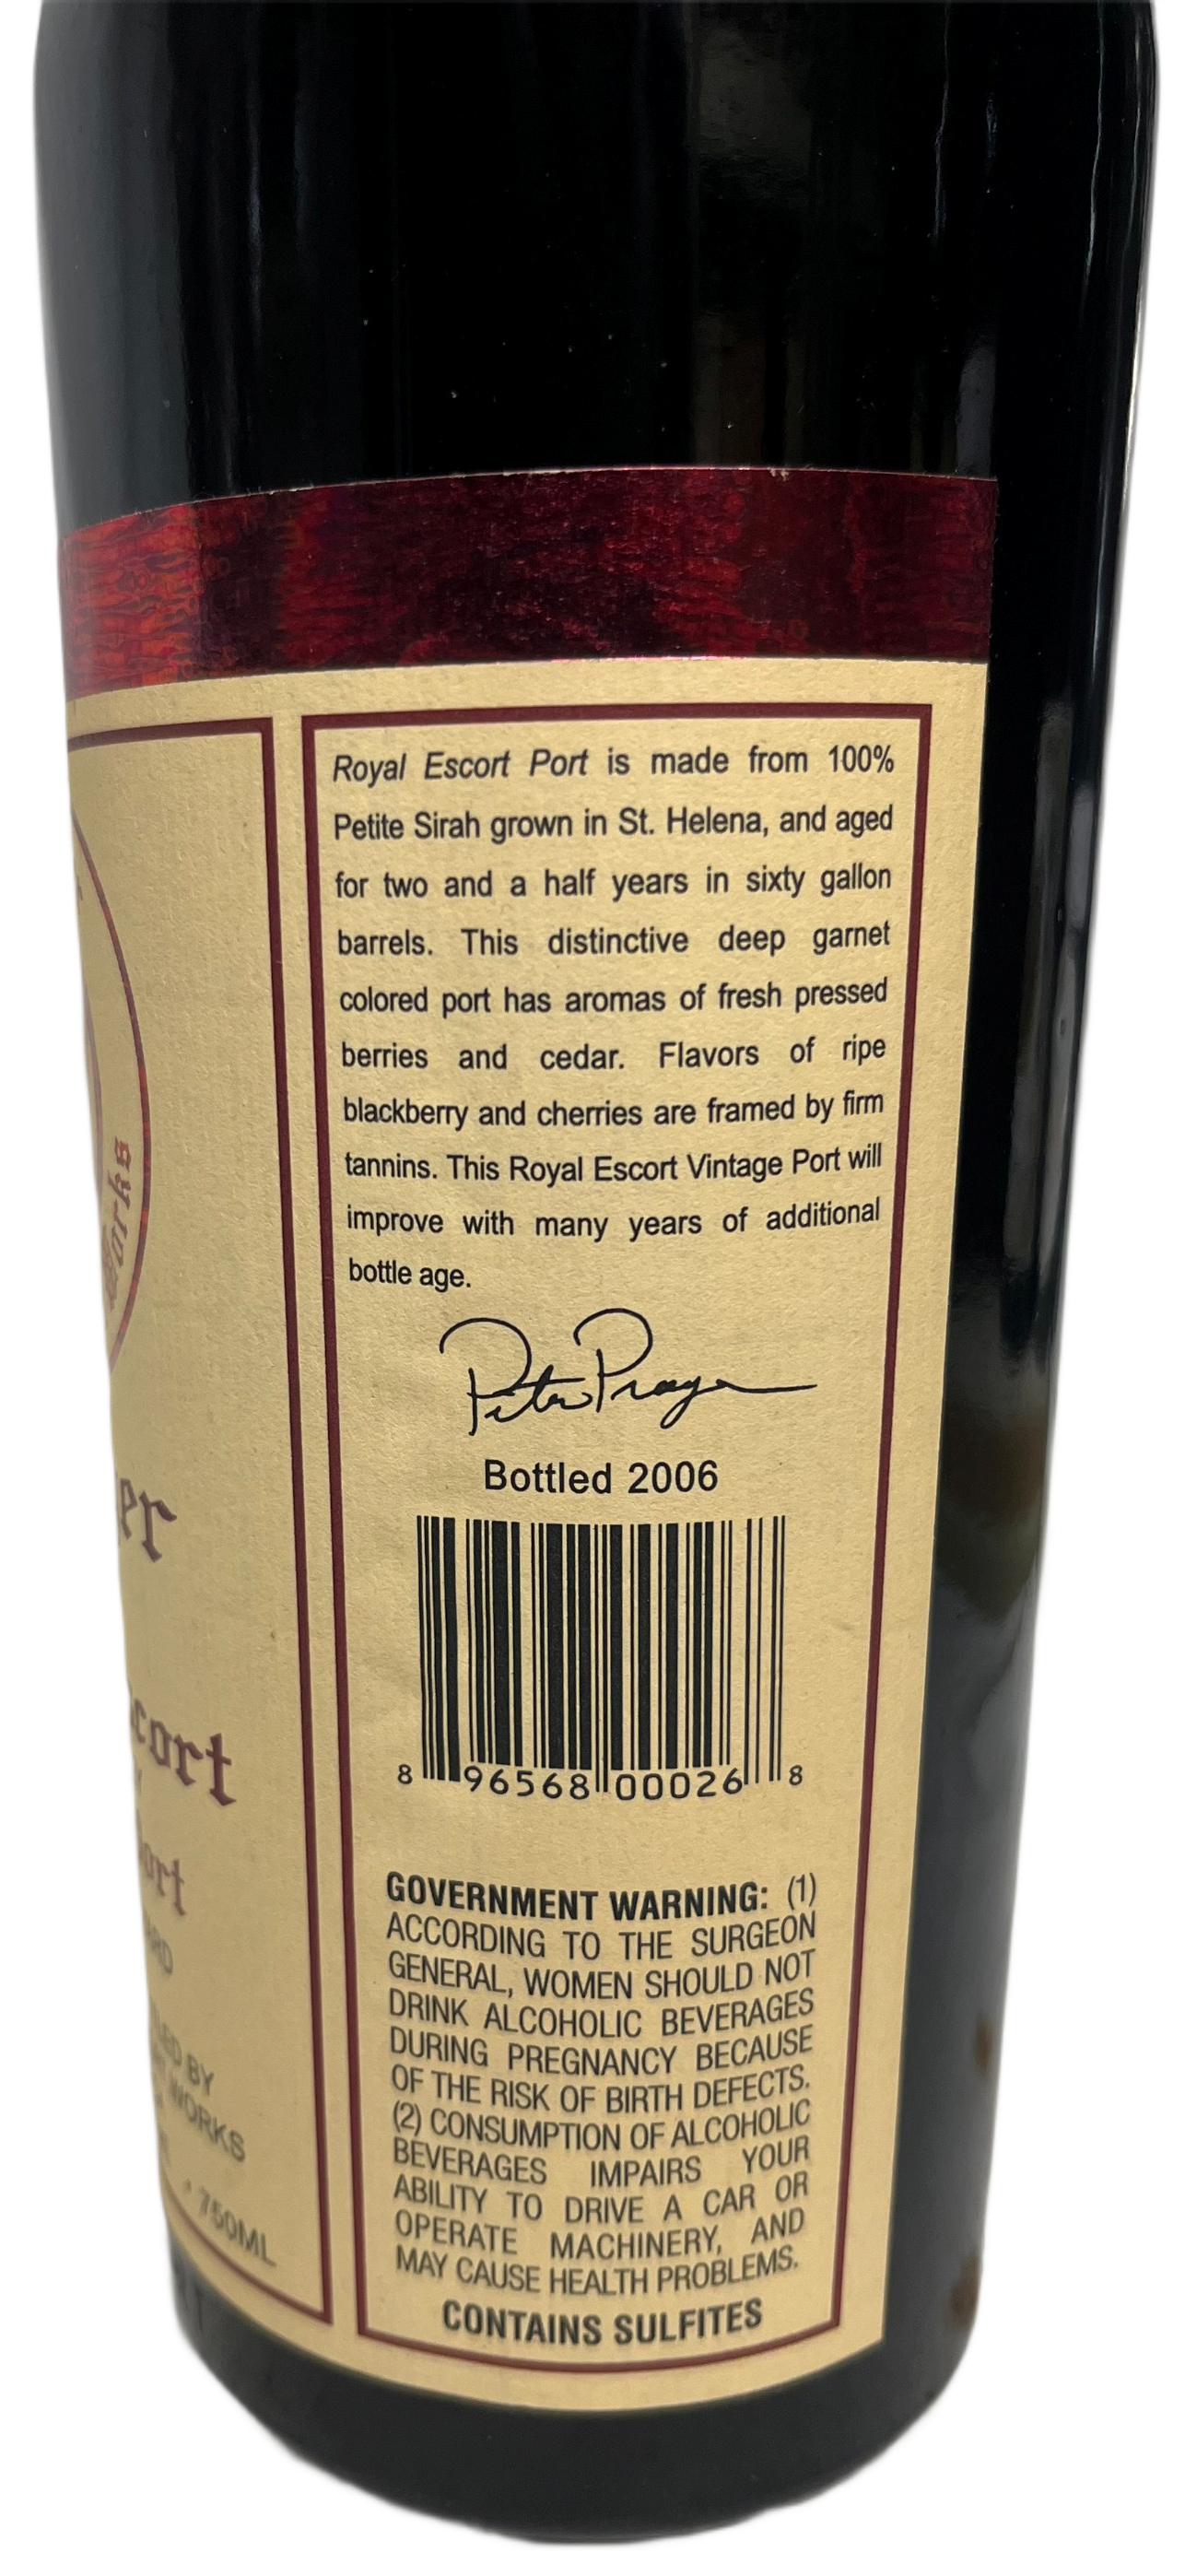 Royal Escort Port is made from 100%
Petite Sirah grown in St. Helena, and aged
for two and a half years in sixty gallon
barrels. This distinctive deep garnet
colored port has aromas of fresh pressed
berries and cedar. Flavors of ripe
blackberry and cherries are framed by firm
tannins. This Royal Escort Vintage Port will
improve with many years of additional
bottle age.
Peter Prager
Bottled 2006
8 96568 00026 8
GOVERNMENT WARNING: (1)
ACCORDING TO THE SURGEON
GENERAL, WOMEN SHOULD NOT
DRINK ALCOHOLIC BEVERAGES
DURING PREGNANCY BECAUSE
OF THE RISK OF BIRTH DEFECTS.
(2) CONSUMPTION OF ALCOHOLIC
BEVERAGES IMPAIRS YOUR
ABILITY TO DRIVE A CAR OR
OPERATE MACHINERY, AND
MAY CAUSE HEALTH PROBLEMS.
CONTAINS SULFITES
Works
BY
WORKS
750ML